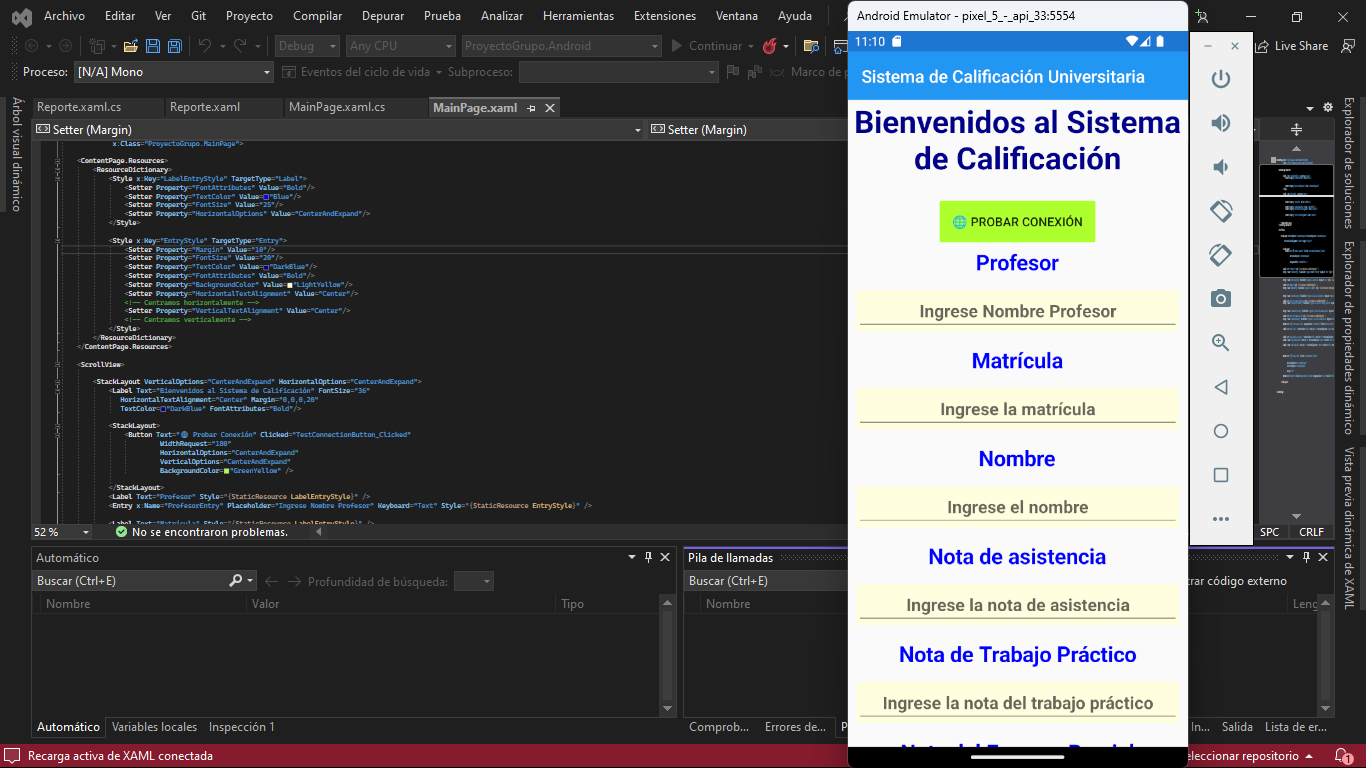 Archivo Editar Ver Git Proyecto Compilar Depurar Prueba Analizar Herramientas Extensiones Ventana Ayuda
Debug Any CPU ProyectoGrupo.Android Continuar Live Share
Proceso: [N/A] Mono Eventos del ciclo de vida Subproceso: Marco de p
Reporte.xaml.cs Reporte.xaml MainPage.xaml.cs MainPage.xaml
Setter (Margin) Setter (Margin)
Árbol visual dinámico
x:Class="ProyectoGrupo.MainPage">
<ContentPage.Resources>
<ResourceDictionary>
<Style x:Key="LabelEntryStyle" TargetType="Label">
<Setter Property="FontAttributes" Value="Bold"/>
<Setter Property="TextColor" Value="Blue"/>
<Setter Property="FontSize" Value="25"/>
<Setter Property="HorizontalOptions" Value="CenterAndExpand"/>
</Style>
<Style x:Key="EntryStyle" TargetType="Entry">
<Setter Property="Margin" Value="10"/>
<Setter Property="FontSize" Value="20"/>
<Setter Property="TextColor" Value="DarkBlue"/>
<Setter Property="FontAttributes" Value="Bold"/>
<Setter Property="BackgroundColor" Value="LightYellow"/>
<Setter Property="HorizontalTextAlignment" Value="Center"/>
<!-- Centramos horizontalmente -->
<Setter Property="VerticalTextAlignment" Value="Center"/>
<!-- Centramos verticalmente -->
</Style>
</ResourceDictionary>
</ContentPage.Resources>
<ScrollView>
<StackLayout VerticalOptions="CenterAndExpand" HorizontalOptions="CenterAndExpand">
<Label Text="Bienvenidos al Sistema de Calificación" FontSize="36"
HorizontalTextAlignment="Center" Margin="0,0,0,20"
TextColor="DarkBlue" FontAttributes="Bold"/>
<StackLayout>
<Button Text="🌐 Probar Conexión" Clicked="TestConnectionButton_Clicked"
WidthRequest="180"
HorizontalOptions="CenterAndExpand"
VerticalOptions="CenterAndExpand"
BackgroundColor="GreenYellow" />
</StackLayout>
<Label Text="Profesor" Style="{StaticResource LabelEntryStyle}" />
<Entry x:Name="ProfesorEntry" Placeholder="Ingrese Nombre Profesor" Keyboard="Text" Style="{StaticResource EntryStyle}" />
<Label Text="Matrícula" Style="{StaticResource LabelEntryStyle}" />
52 % No se encontraron problemas. SPC CRLF
Automático
Buscar (Ctrl+E) Profundidad de búsqueda:
Nombre Valor Tipo
Automático Variables locales Inspección 1
Pila de llamadas
Buscar (Ctrl+E) trar código externo
Nombre Leng
Comprob... Errores de... P In... Salida Lista de er...
Recarga activa de XAML conectada eleccionar repositorio 1
Android Emulator - pixel_5_-_api_33:5554
11:10
Sistema de Calificación Universitaria
Bienvenidos al Sistema
de Calificación
PROBAR CONEXIÓN
Profesor
Ingrese Nombre Profesor
Matrícula
Ingrese la matrícula
Nombre
Ingrese el nombre
Nota de asistencia
Ingrese la nota de asistencia
Nota de Trabajo Práctico
Ingrese la nota del trabajo práctico
Nota del Examen Parcial
Explorador de soluciones
Explorador de propiedades dinámico
Vista previa dinámica de XAML